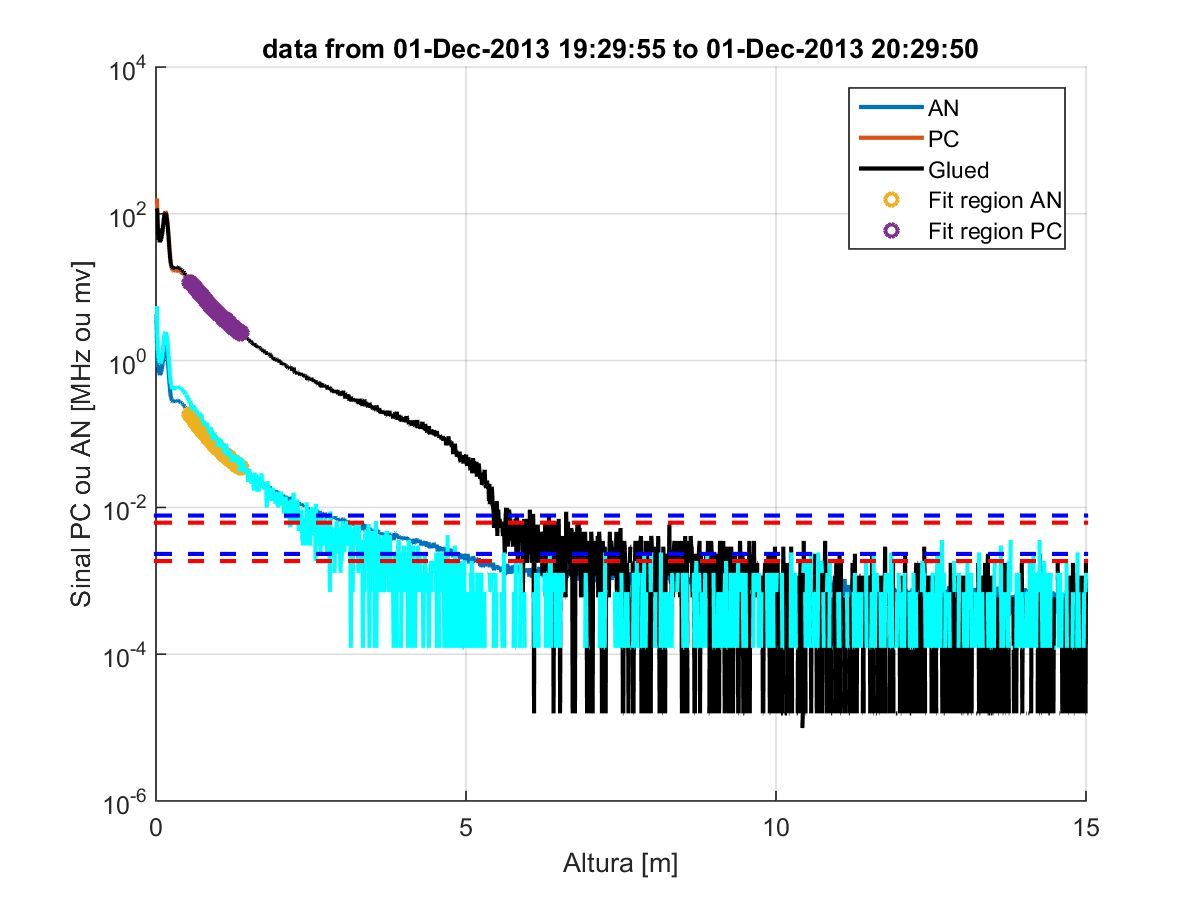 data from 01-Dec-2013 19:29:55 to 01-Dec-2013 20:29:50
10^4
10^2
10^0
10^-2
10^-4
10^-6
Sinal PC ou AN [MHz ou mv]
AN
PC
Glued
Fit region AN
Fit region PC
0 5 10 15
Altura [m]